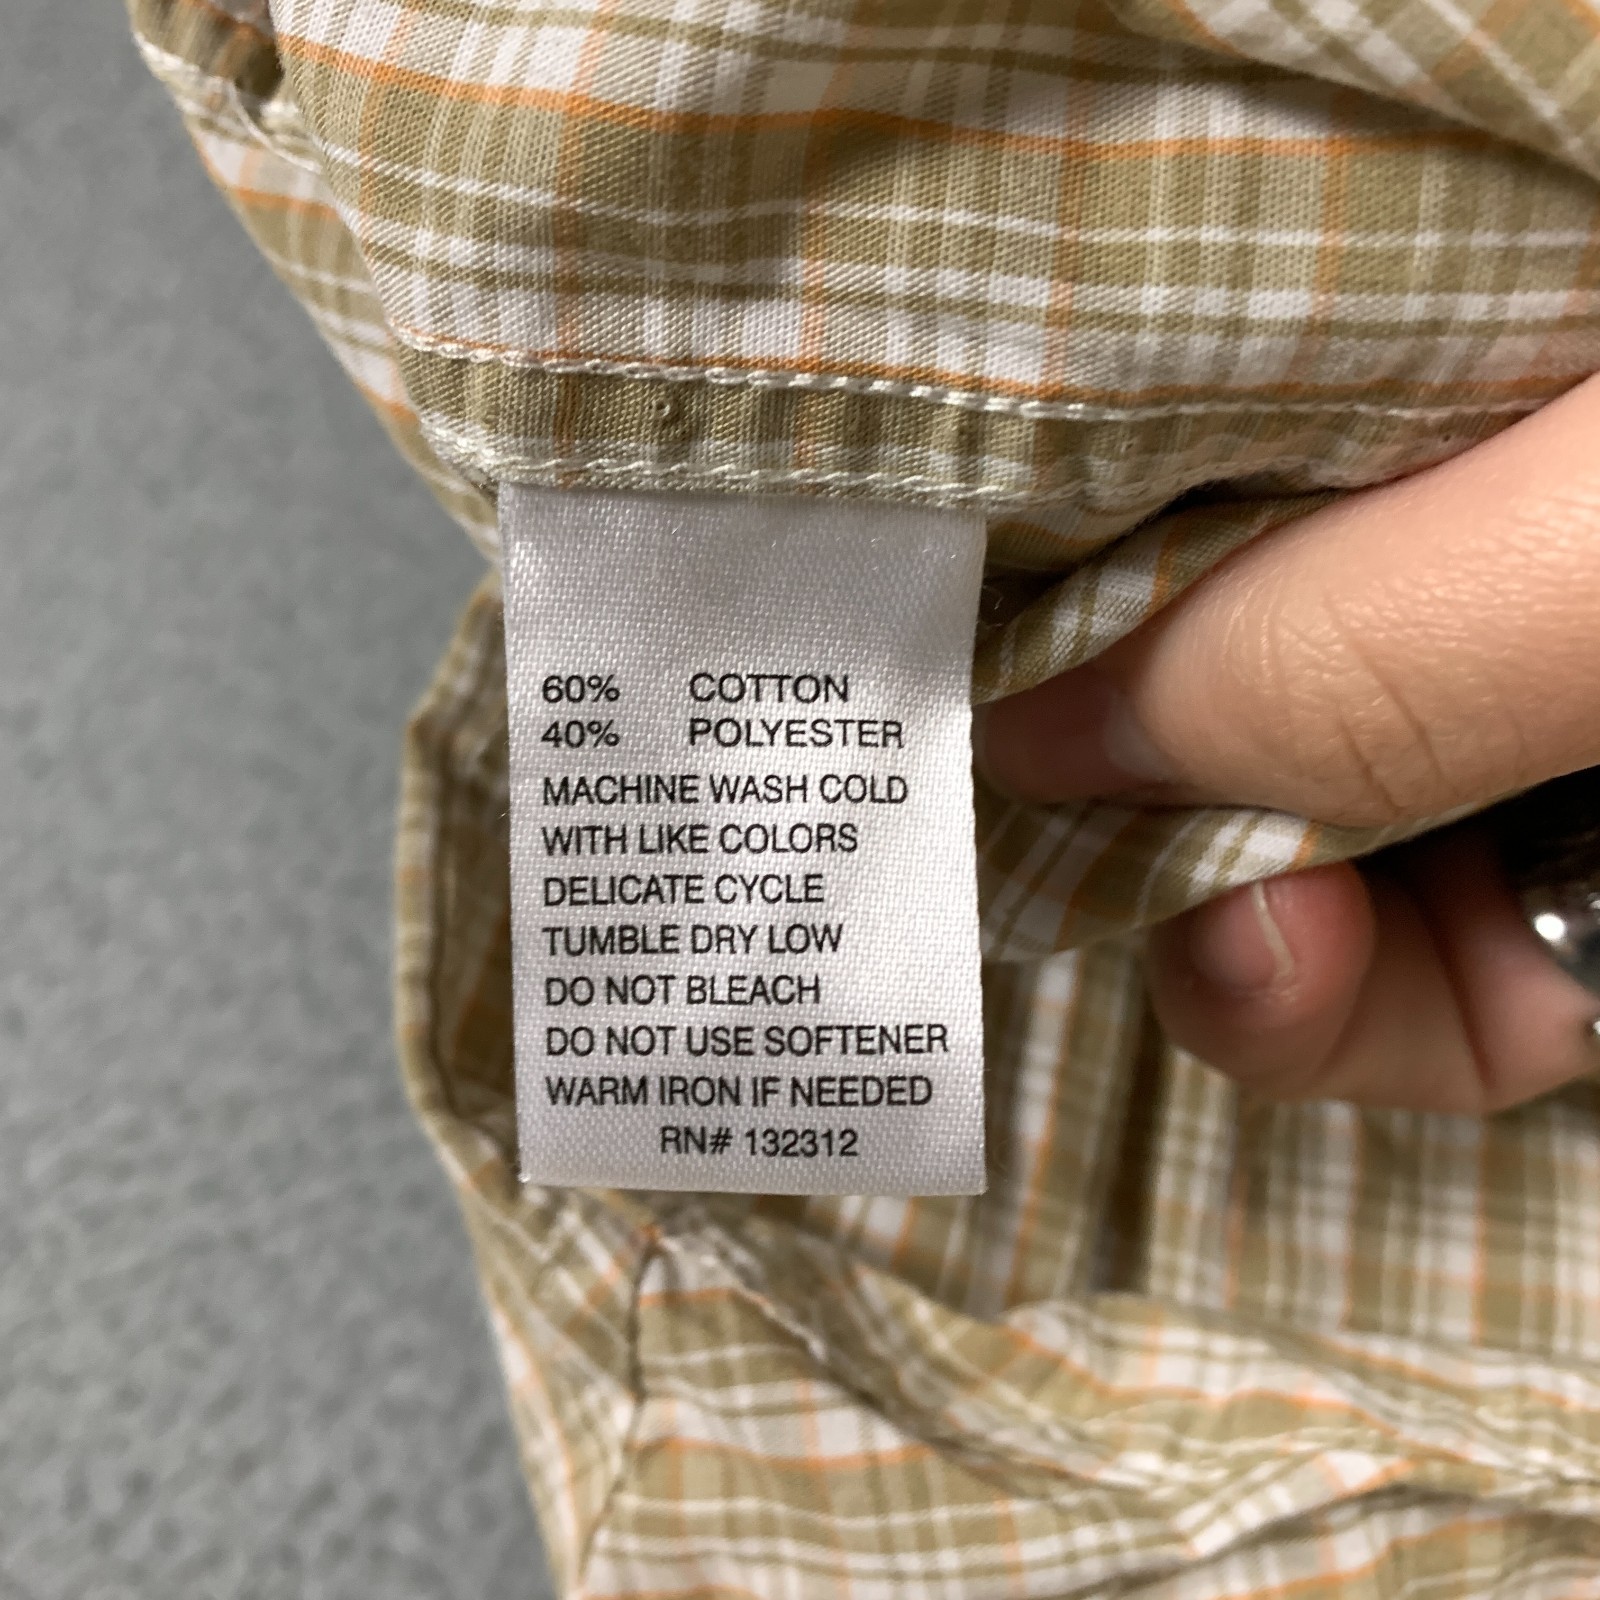 60% COTTON
40% POLYESTER
MACHINE WASH COLD
WITH LIKE COLORS
DELICATE CYCLE
TUMBLE DRY LOW
DO NOT BLEACH
DO NOT USE SOFTENER
WARM IRON IF NEEDED
RN# 132312